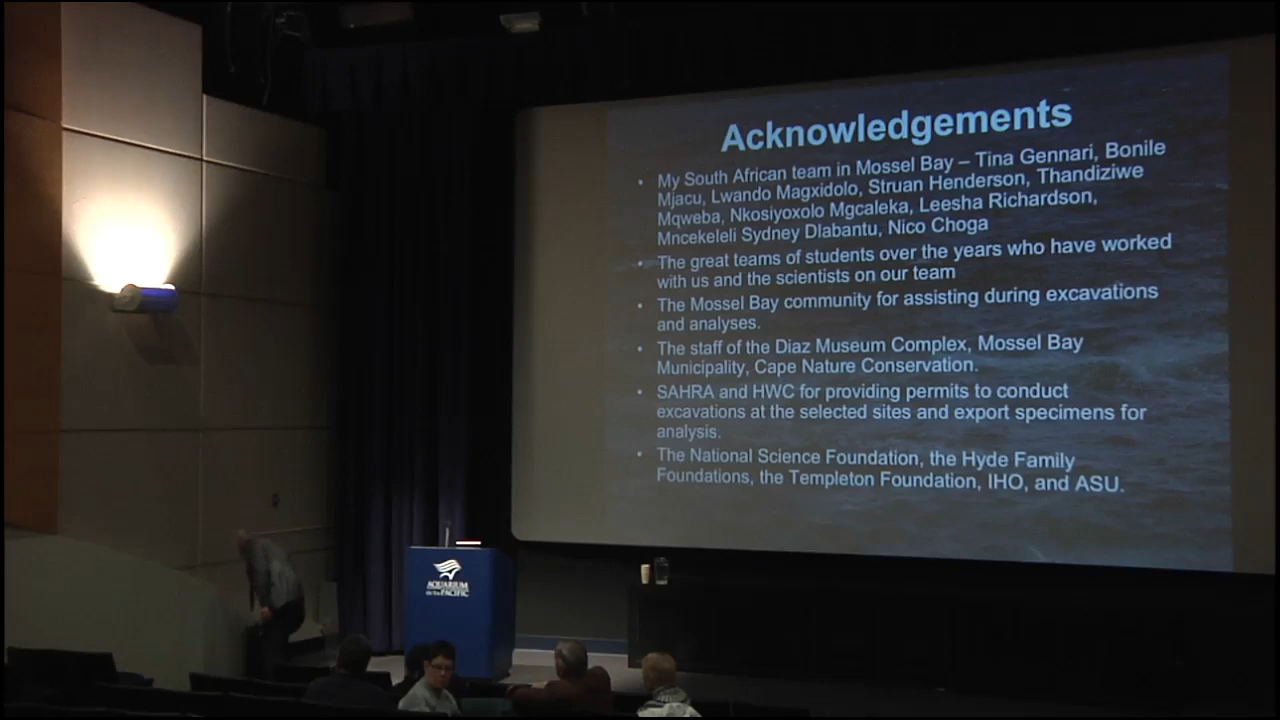 Acknowledgements
• My South African team in Mossel Bay – Tina Gennari, Bonile
Mjacu, Lwando Magxidolo, Struan Henderson, Thandiziwe
Mqweba, Nkosiyoxolo Mgcaleka, Leesha Richardson,
Mncekeleli Sydney Dlabantu, Nico Choga
• The great teams of students over the years who have worked
with us and the scientists on our team
• The Mossel Bay community for assisting during excavations
and analyses.
• The staff of the Diaz Museum Complex, Mossel Bay
Municipality, Cape Nature Conservation.
• SAHRA and HWC for providing permits to conduct
excavations at the selected sites and export specimens for
analysis.
• The National Science Foundation, the Hyde Family
Foundations, the Templeton Foundation, IHO, and ASU.
AQUARIUM
OF THE PACIFIC